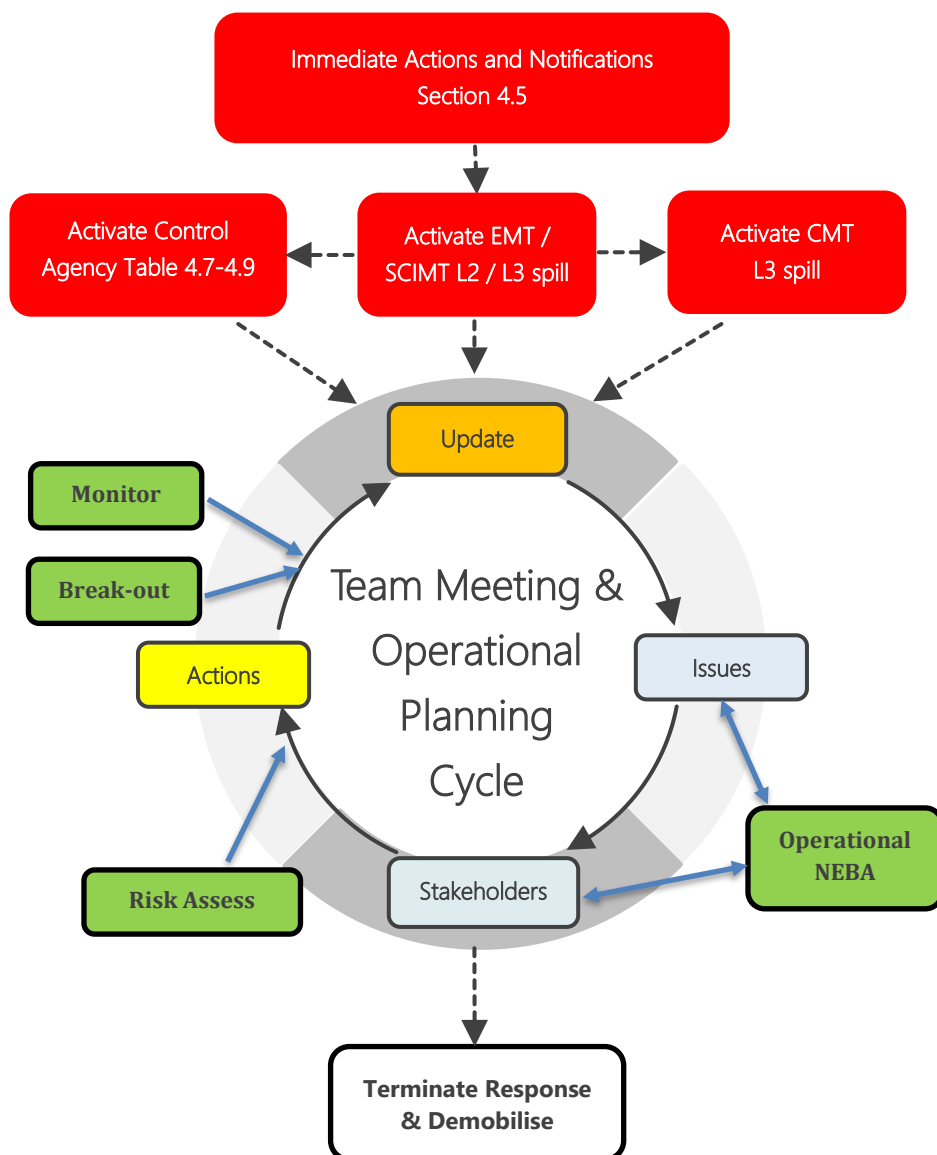 Immediate Actions and Notifications
Section 4.5
Activate Control
Agency Table 4.7-4.9
Activate EMT /
SCIMT L2 / L3 spill
Activate CMT
L3 spill
Update
Monitor
Break-out
Team Meeting &
Operational
Planning
Cycle
Actions
Issues
Operational
NEBA
Risk Assess
Stakeholders
Terminate Response
& Demobilise